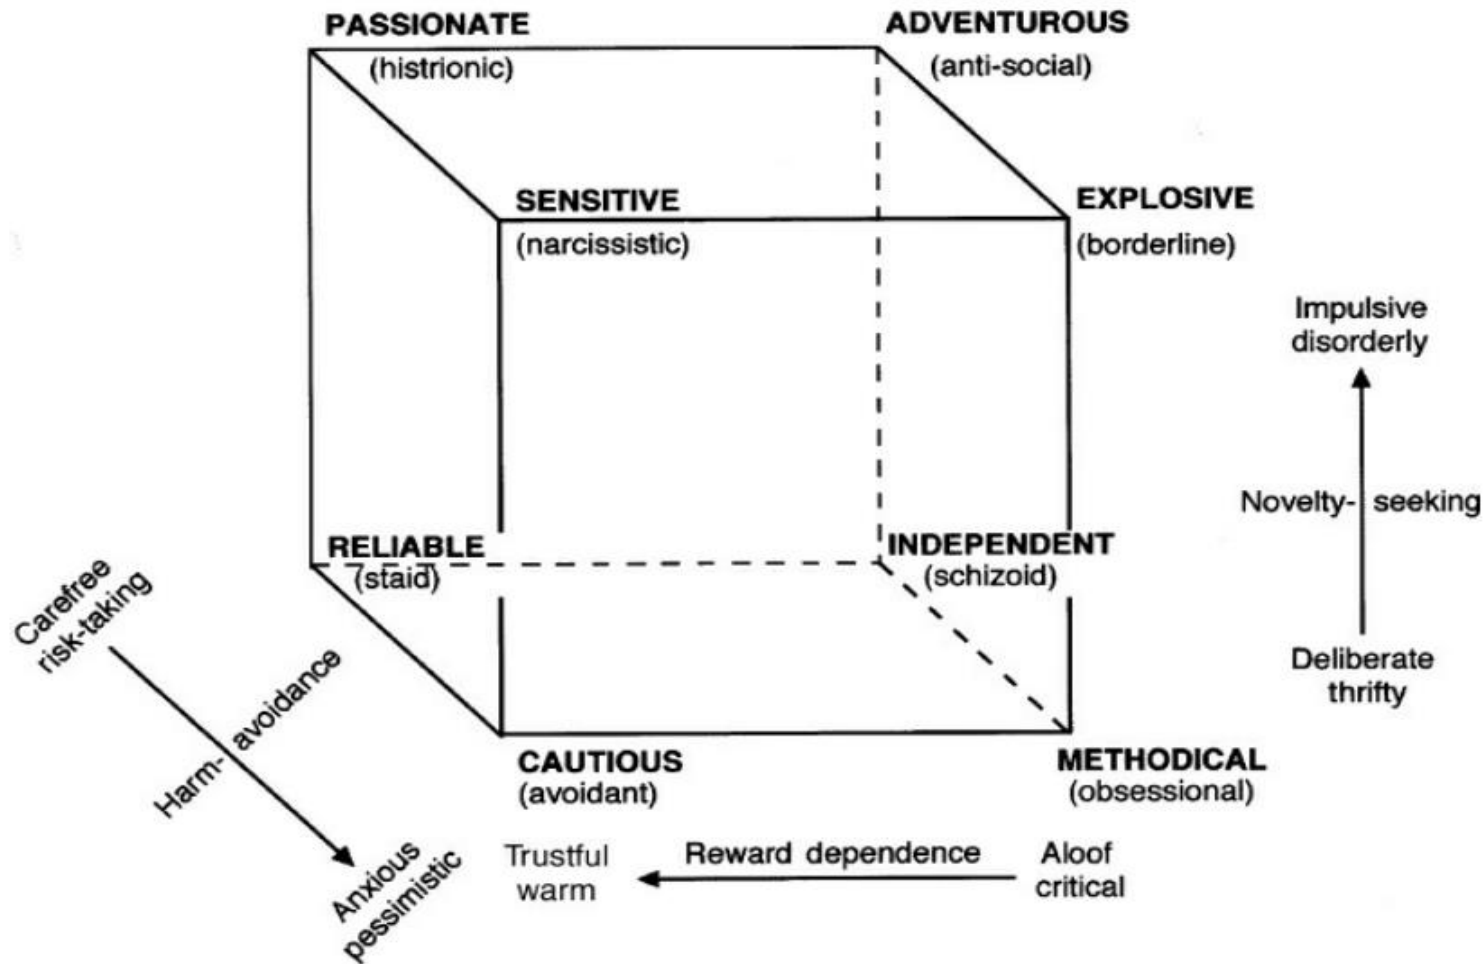 PASSIONATE
(histrionic)
ADVENTUROUS
(anti-social)
SENSITIVE
(narcissistic)
EXPLOSIVE
(borderline)
Impulsive
disorderly
Novelty- seeking
Deliberate
thrifty
RELIABLE
(staid)
INDEPENDENT
(schizoid)
Carefree
risk-taking
Harm- avoidance
Anxious
pessimistic
CAUTIOUS
(avoidant)
METHODICAL
(obsessional)
Trustful
warm
Reward dependence
Aloof
critical